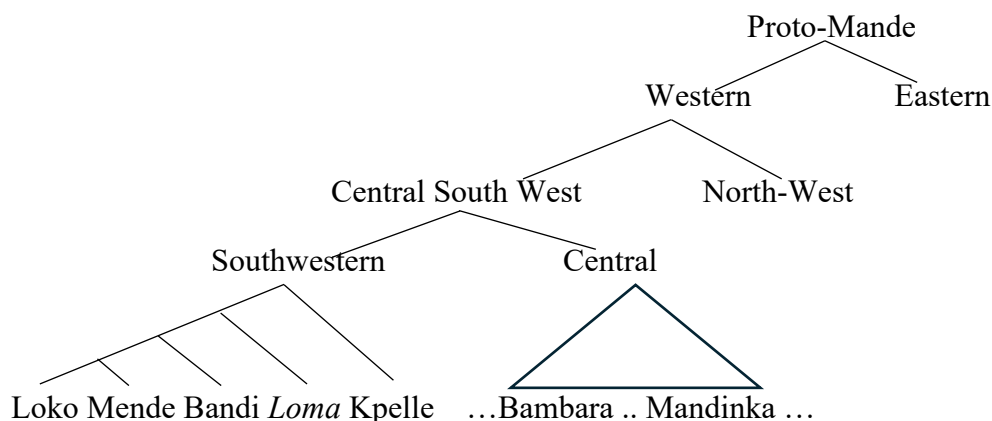 Proto-Mande
Western Eastern
Central South West North-West
Southwestern Central
Loko Mende Bandi Loma Kpelle …Bambara .. Mandinka …